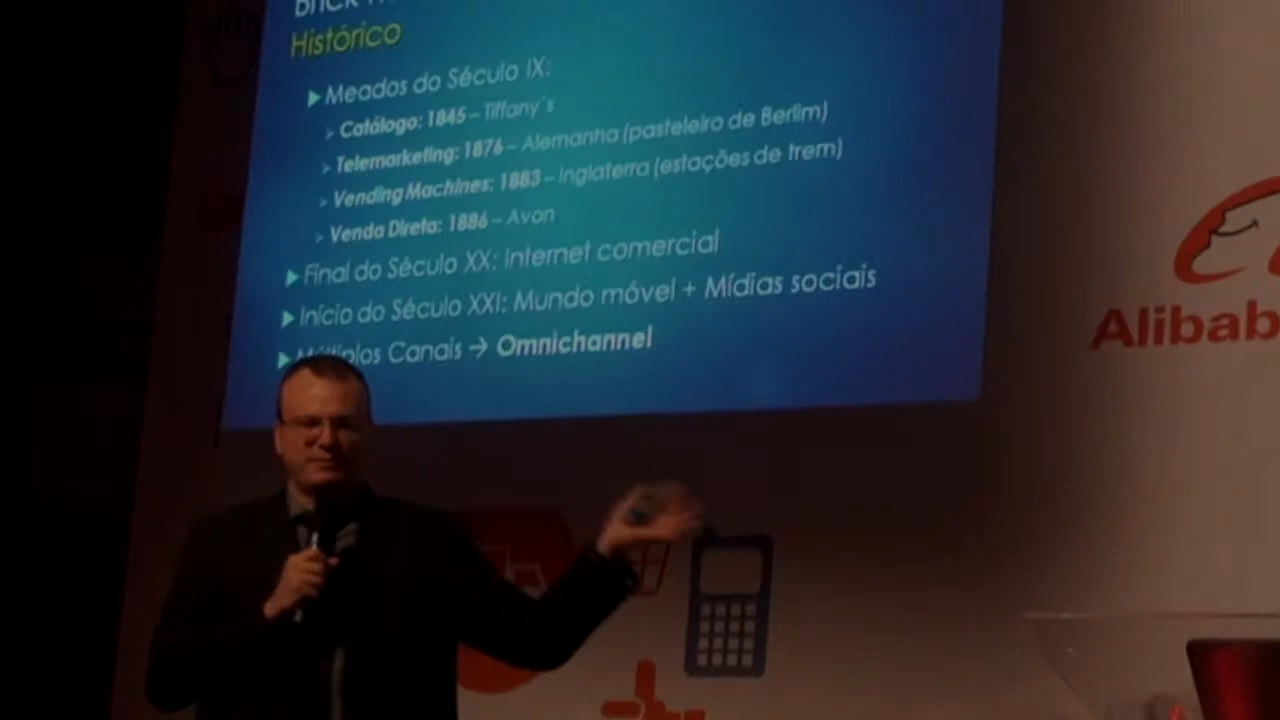 Histórico
Meados do Século IX:
Catálogo: 1845 – Tiffany´s
Telemarketing: 1876 – Alemanha (pasteleiro de Berlim)
Vending Machines: 1883 – Inglaterra (estações de trem)
Venda Direta: 1886 – Avon
Final do Século XX: Internet comercial
Início do Século XXI: Mundo móvel + Mídias sociais
Múltiplos Canais → Omnichannel
Alibab